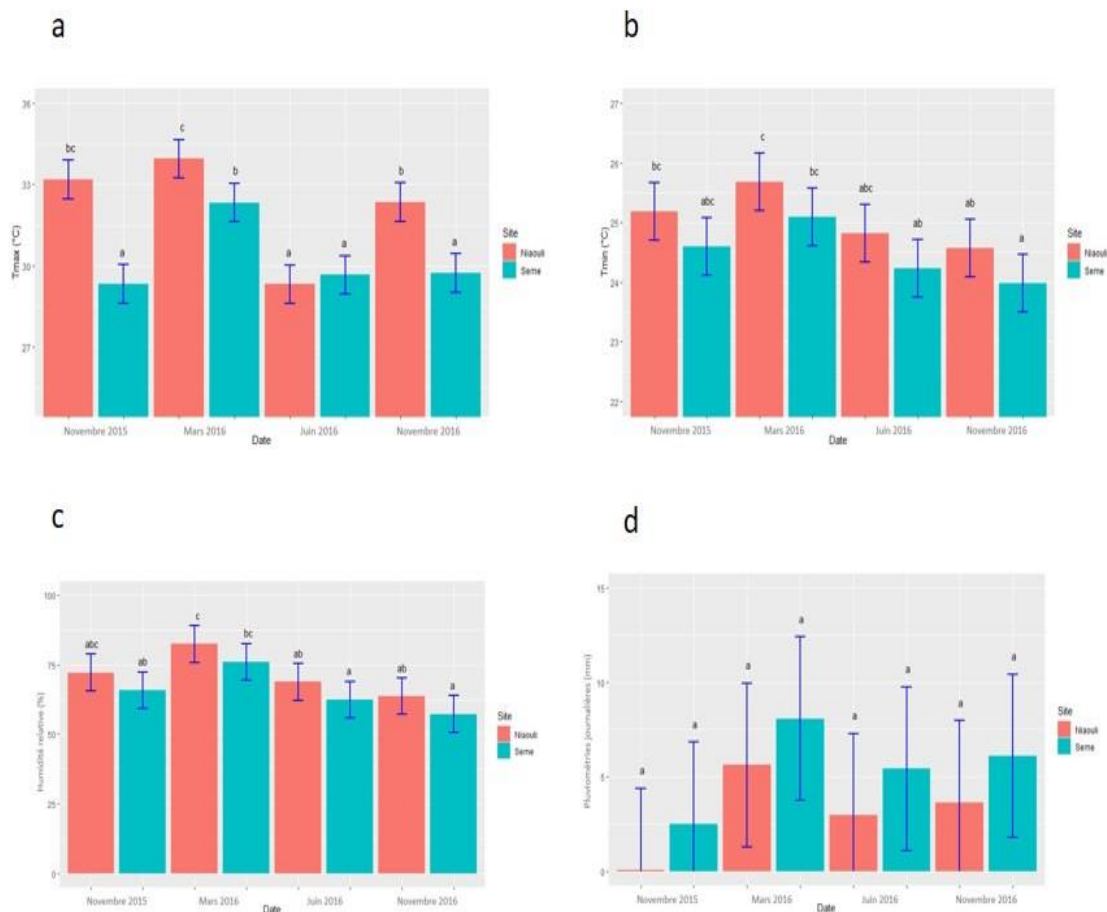 a
36
33
30
27
Tmax (°C)
bc
a
c
b
a
a
b
a
Novembre 2015
Mars 2016
Juin 2016
Novembre 2016
Date
Site
Niaouli
Seme
b
27
26
25
24
23
22
Tmin (°C)
bc
abc
c
bc
abc
ab
ab
a
Novembre 2015
Mars 2016
Juin 2016
Novembre 2016
Date
Site
Niaouli
Seme
c
100
75
50
25
0
Humidité relative (%)
abc
ab
c
bc
ab
a
ab
a
Novembre 2015
Mars 2016
Juin 2016
Novembre 2016
Date
Site
Niaouli
Seme
d
15
10
5
0
Pluviométries journalières (mm)
a
a
a
a
a
a
a
a
Novembre 2015
Mars 2016
Juin 2016
Novembre 2016
Date
Site
Niaouli
Seme